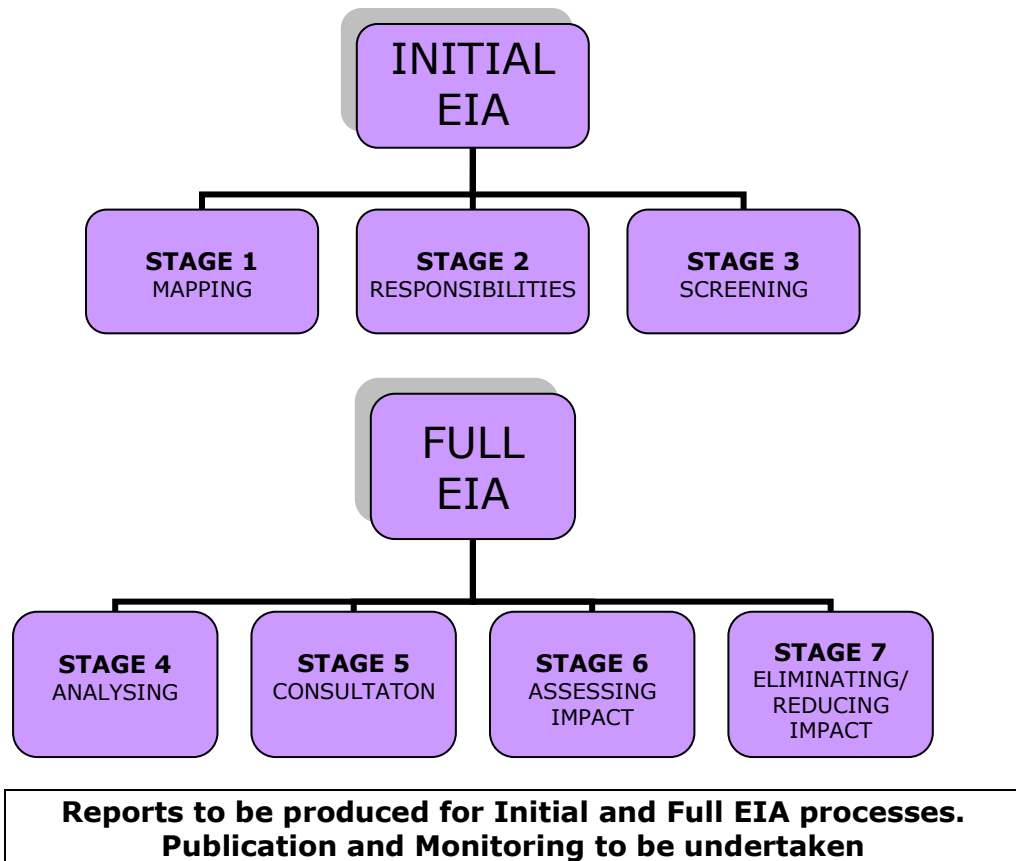 INITIAL
EIA
STAGE 1
MAPPING
STAGE 2
RESPONSIBILITIES
STAGE 3
SCREENING
FULL
EIA
STAGE 4
ANALYSING
STAGE 5
CONSULTATON
STAGE 6
ASSESSING
IMPACT
STAGE 7
ELIMINATING/
REDUCING
IMPACT
Reports to be produced for Initial and Full EIA processes.
Publication and Monitoring to be undertaken